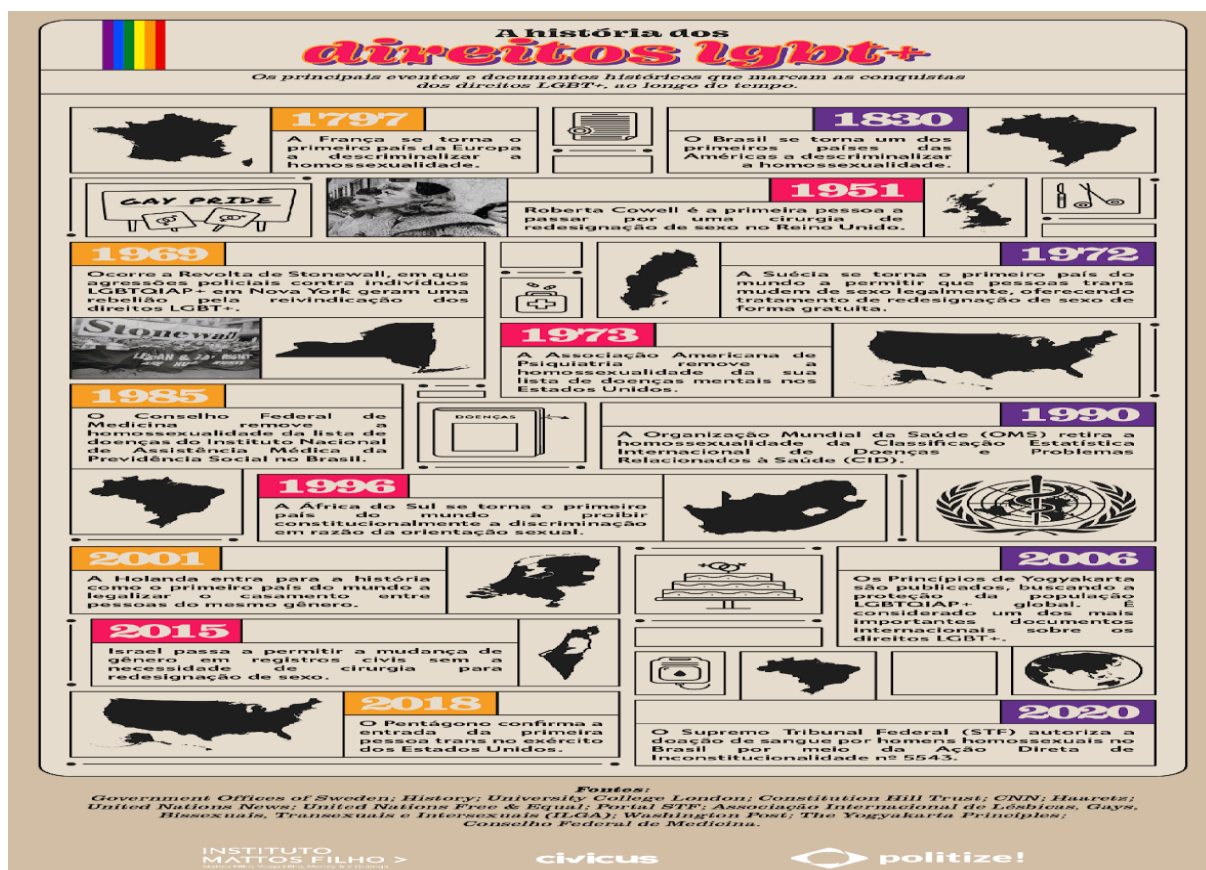 A história dos
direitos lgbt+
Os principais eventos e documentos históricos que marcam as conquistas
dos direitos LGBT+, ao longo do tempo.
1797
A França se torna o
primeiro país da Europa
a descriminalizar a
homossexualidade.
1830
O Brasil se torna um dos
primeiros países das
Américas a descriminalizar
a homossexualidade.
GAY PRIDE
1951
Roberta Cowell é a primeira pessoa a
passar por uma cirurgia de
redesignação de sexo no Reino Unido.
1969
Ocorre a Revolta de Stonewall, em que
agressões policiais contra indivíduos
LGBTQIAP+ em Nova York geram uma
rebelião pela reivindicação dos
direitos LGBT+.
Stonewall
1972
A Suécia se torna o primeiro país do
mundo a permitir que pessoas trans
mudem de sexo legalmente, oferecendo
tratamento de redesignação de sexo de
forma gratuita.
1973
A Associação Americana de
Psiquiatria remove a
homossexualidade da sua
lista de doenças mentais nos
Estados Unidos.
1985
O Conselho Federal de
Medicina remove a
homossexualidade da lista de
doenças do Instituto Nacional
de Assistência Médica da
Previdência Social no Brasil.
DOENÇAS
1990
A Organização Mundial da Saúde (OMS) retira a
homossexualidade da Classificação Estatística
Internacional de Doenças e Problemas
Relacionados à Saúde (CID).
1996
A África do Sul se torna o primeiro
país do mundo a proibir
constitucionalmente a discriminação
em razão da orientação sexual.
2001
A Holanda entra para a história
como o primeiro país do mundo a
legalizar o casamento entre
pessoas do mesmo gênero.
2006
Os Princípios de Yogyakarta
são publicados, buscando a
proteção da população
LGBTQIAP+ global. É
considerado um dos mais
importantes documentos
internacionais sobre os
direitos LGBT+.
2015
Israel passa a permitir a mudança de
gênero em registros civis sem a
necessidade de cirurgia para
redesignação de sexo.
2018
O Pentágono confirma a
entrada da primeira
pessoa trans no exército
dos Estados Unidos.
2020
O Supremo Tribunal Federal (STF) autoriza a
doação de sangue por homens homossexuais no
Brasil por meio da Ação Direta de
Inconstitucionalidade nº 5543.
Fontes:
Government Offices of Sweden; History; University College London; Constitution Hill Trust; CNN; Haaretz;
United Nations News; United Nations Free & Equal; Portal STF; Associação Internacional de Lésbicas, Gays,
Bissexuais, Transexuais e Intersexuais (ILGA); Washington Post; The Yogyakarta Principles;
Conselho Federal de Medicina.
INSTITUTO
MATTOS FILHO >
civicus
politize!